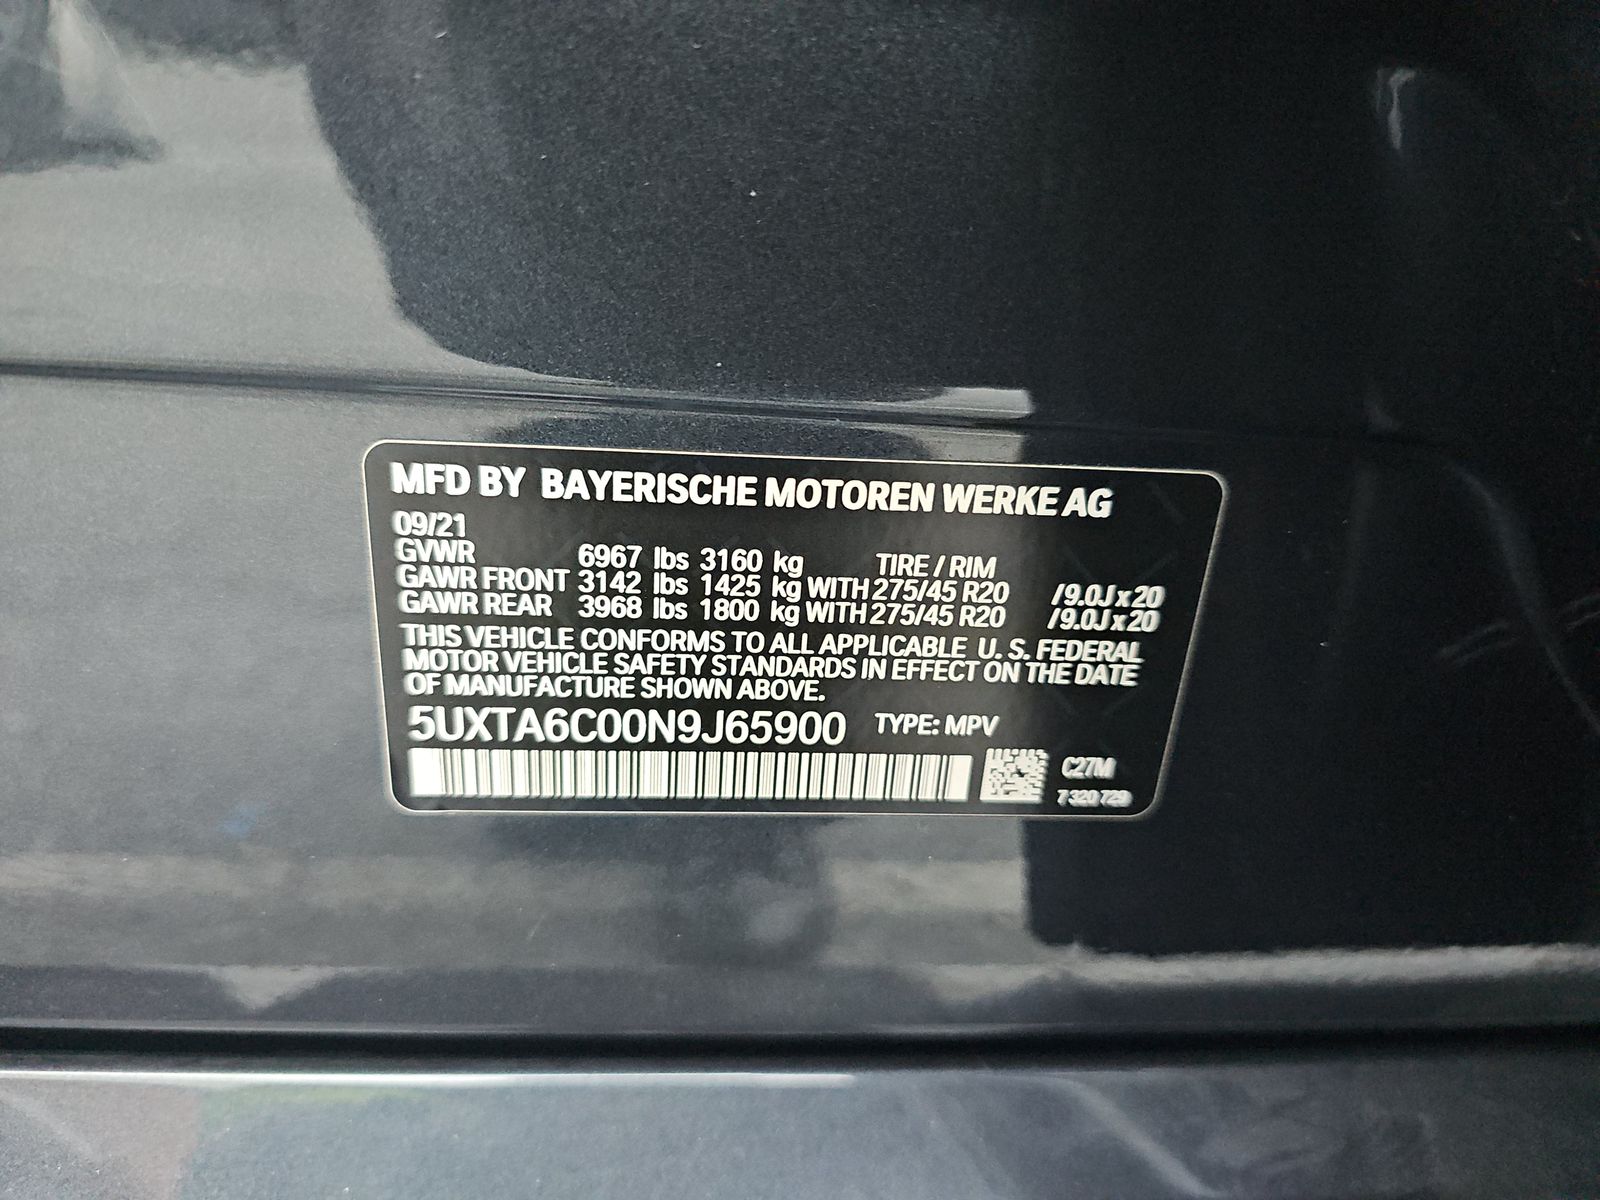 MFD BY BAYERISCHE MOTOREN WERKE AG
09/21
GVWR 6967 lbs 3160 kg TIRE / RIM
GAWR FRONT 3142 lbs 1425 kg WITH 275/45 R20 /9.0J x 20
GAWR REAR 3968 lbs 1800 kg WITH 275/45 R20 /9.0J x 20
THIS VEHICLE CONFORMS TO ALL APPLICABLE U. S. FEDERAL
MOTOR VEHICLE SAFETY STANDARDS IN EFFECT ON THE DATE
OF MANUFACTURE SHOWN ABOVE.
5UXTA6C00N9J65900 TYPE: MPV
C27M
7 320 729